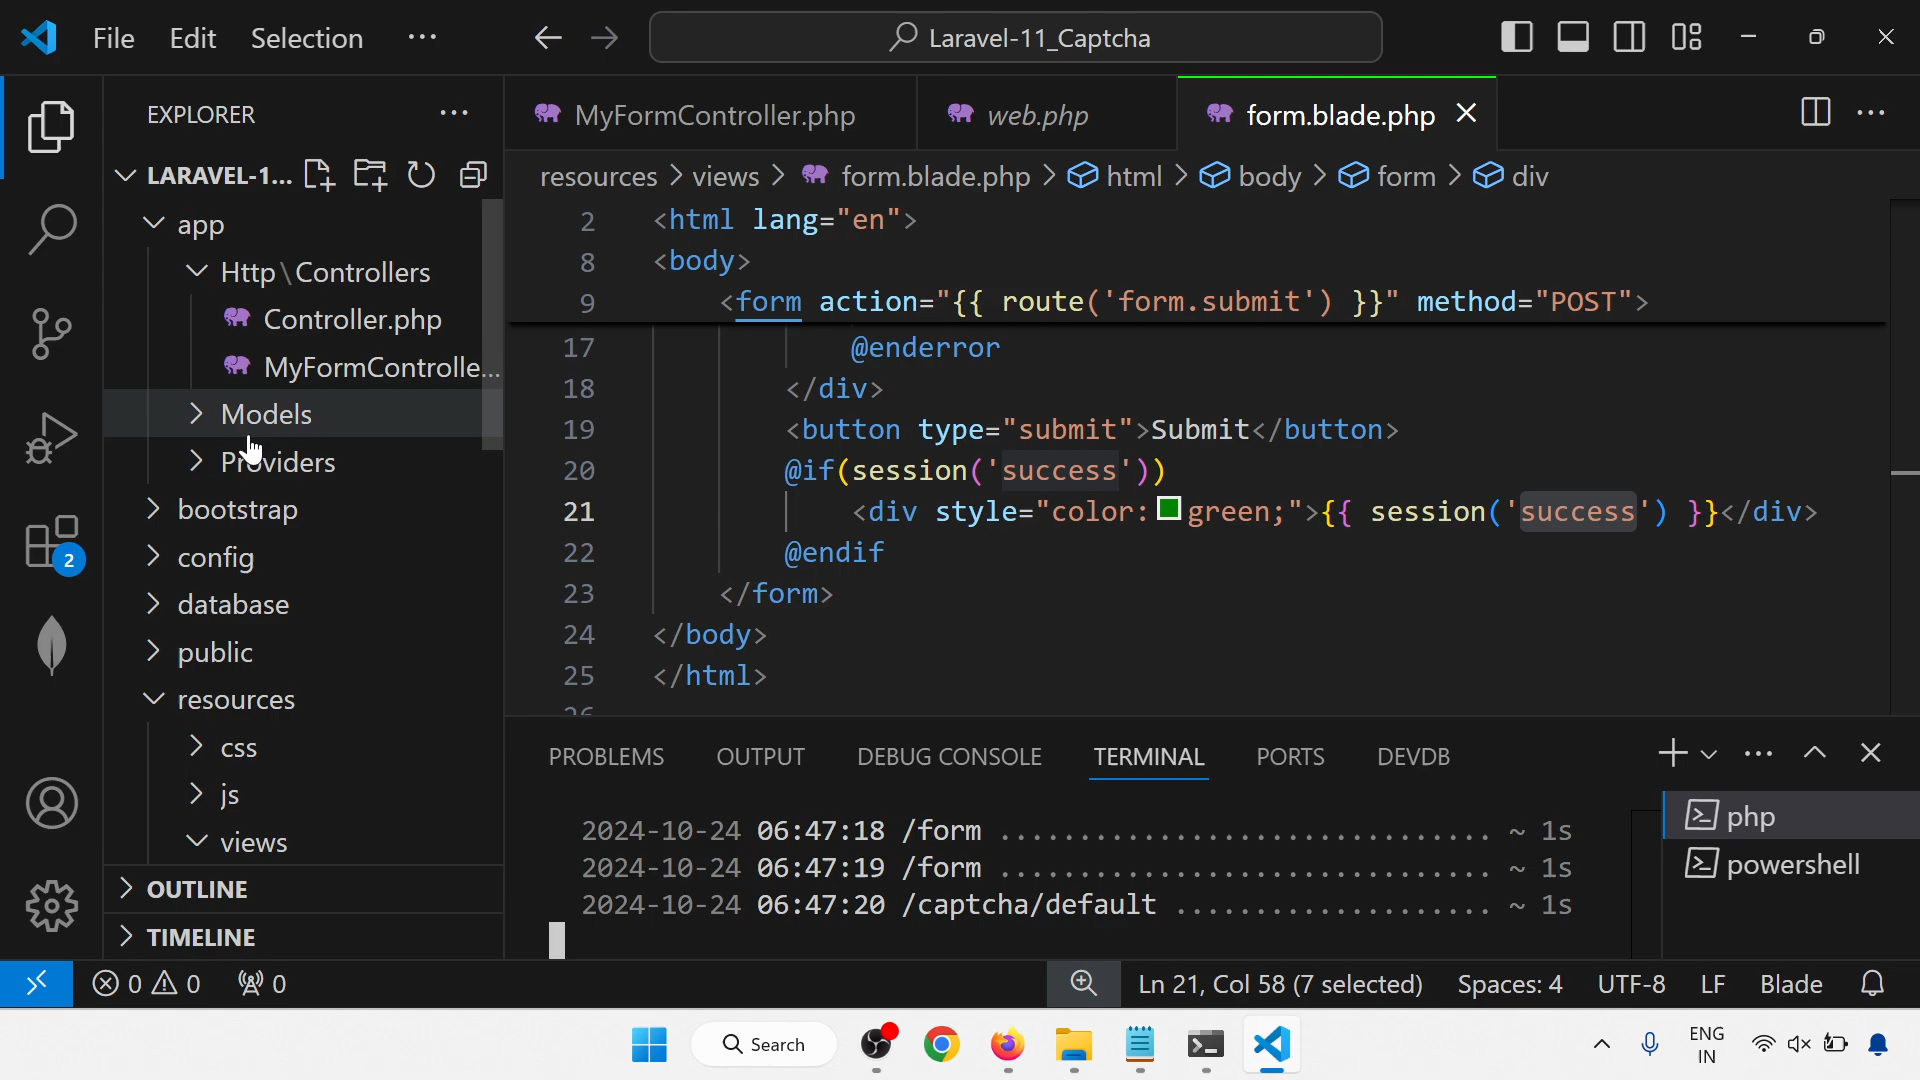 File Edit Selection ··· Laravel-11_Captcha
EXPLORER ···
LARAVEL-1...
app
Http\Controllers
Controller.php
MyFormControlle...
Models
Providers
bootstrap
config
database
public
resources
css
js
views
OUTLINE
TIMELINE
MyFormController.php web.php form.blade.php
resources > views > form.blade.php > html > body > form > div
2 <html lang="en">
8 <body>
9 <form action="{{ route('form.submit') }}" method="POST">
17 @enderror
18 </div>
19 <button type="submit">Submit</button>
20 @if(session('success'))
21 <div style="color:green;">{{ session('success') }}</div>
22 @endif
23 </form>
24 </body>
25 </html>
26
PROBLEMS OUTPUT DEBUG CONSOLE TERMINAL PORTS DEVDB
2024-10-24 06:47:18 /form ............................. ~ 1s
2024-10-24 06:47:19 /form ............................. ~ 1s
2024-10-24 06:47:20 /captcha/default ................... ~ 1s
php
powershell
2
0 0 0 Ln 21, Col 58 (7 selected) Spaces: 4 UTF-8 LF Blade
Search
ENG
IN